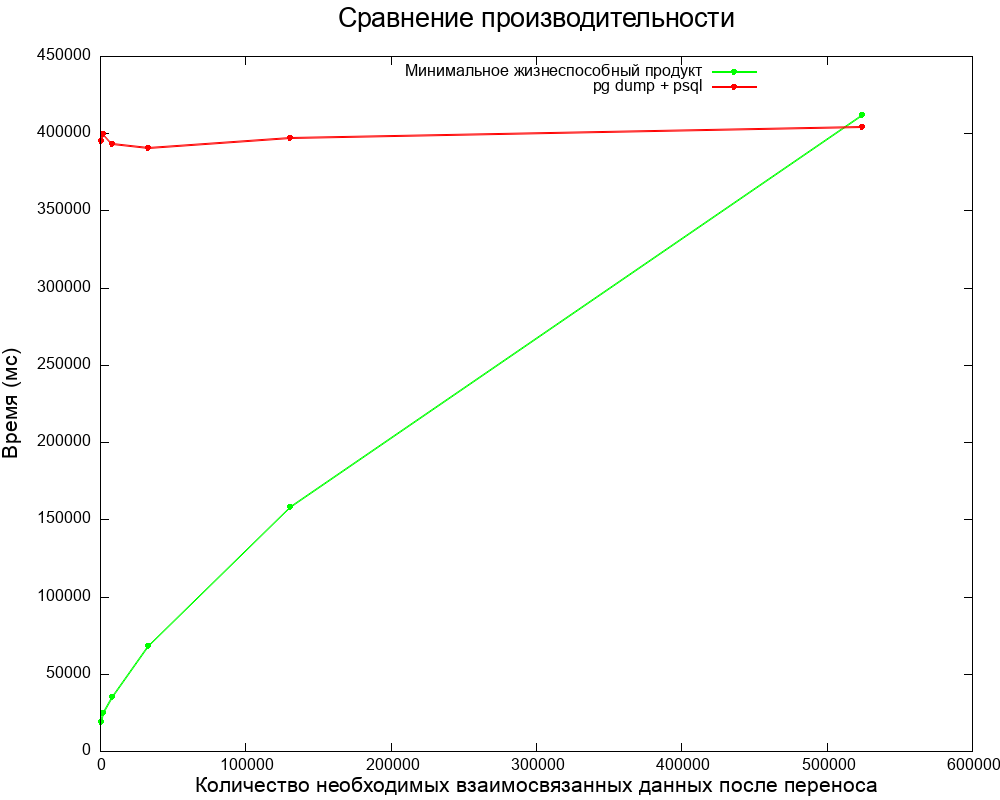 Сравнение производительности
Минимальное жизнеспособный продукт
pg dump + psql
450000
400000
350000
300000
250000
200000
150000
100000
50000
0
Время (мс)
0 100000 200000 300000 400000 500000 600000
Количество необходимых взаимосвязанных данных после переноса